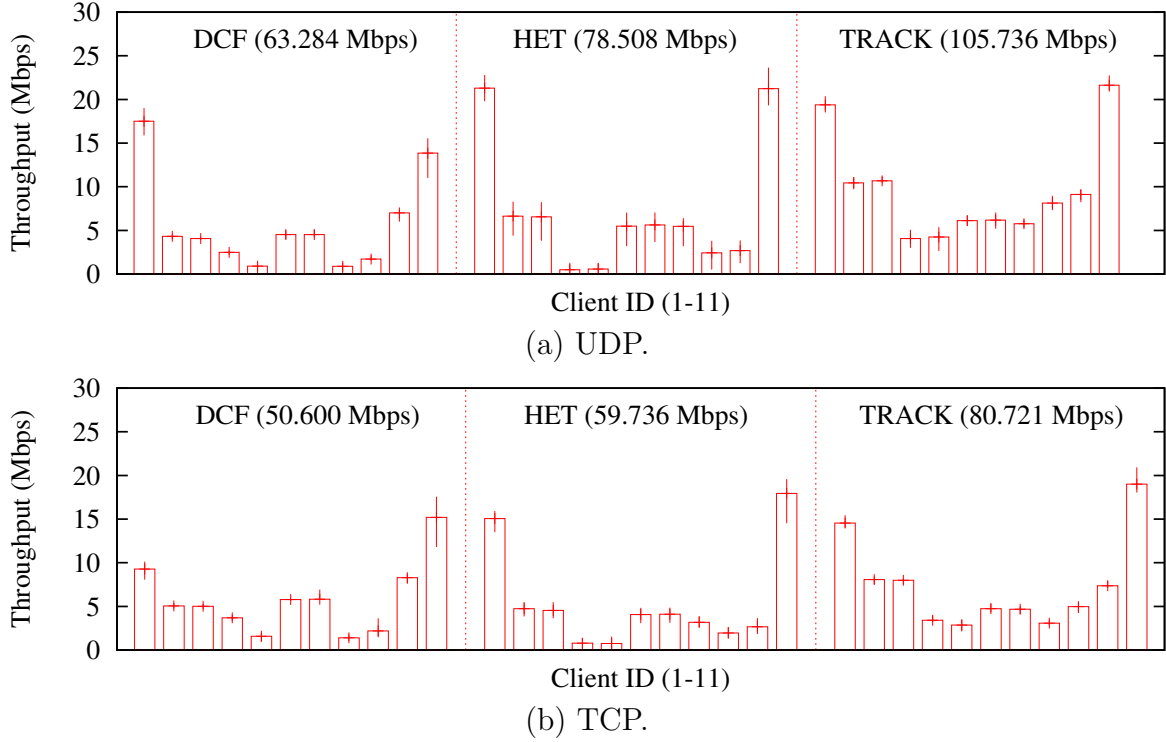 30
DCF (63.284 Mbps) HET (78.508 Mbps) TRACK (105.736 Mbps)
25
20
15
10
5
0
Throughput (Mbps)
Client ID (1-11)
(a) UDP.
30
DCF (50.600 Mbps) HET (59.736 Mbps) TRACK (80.721 Mbps)
25
20
15
10
5
0
Throughput (Mbps)
Client ID (1-11)
(b) TCP.